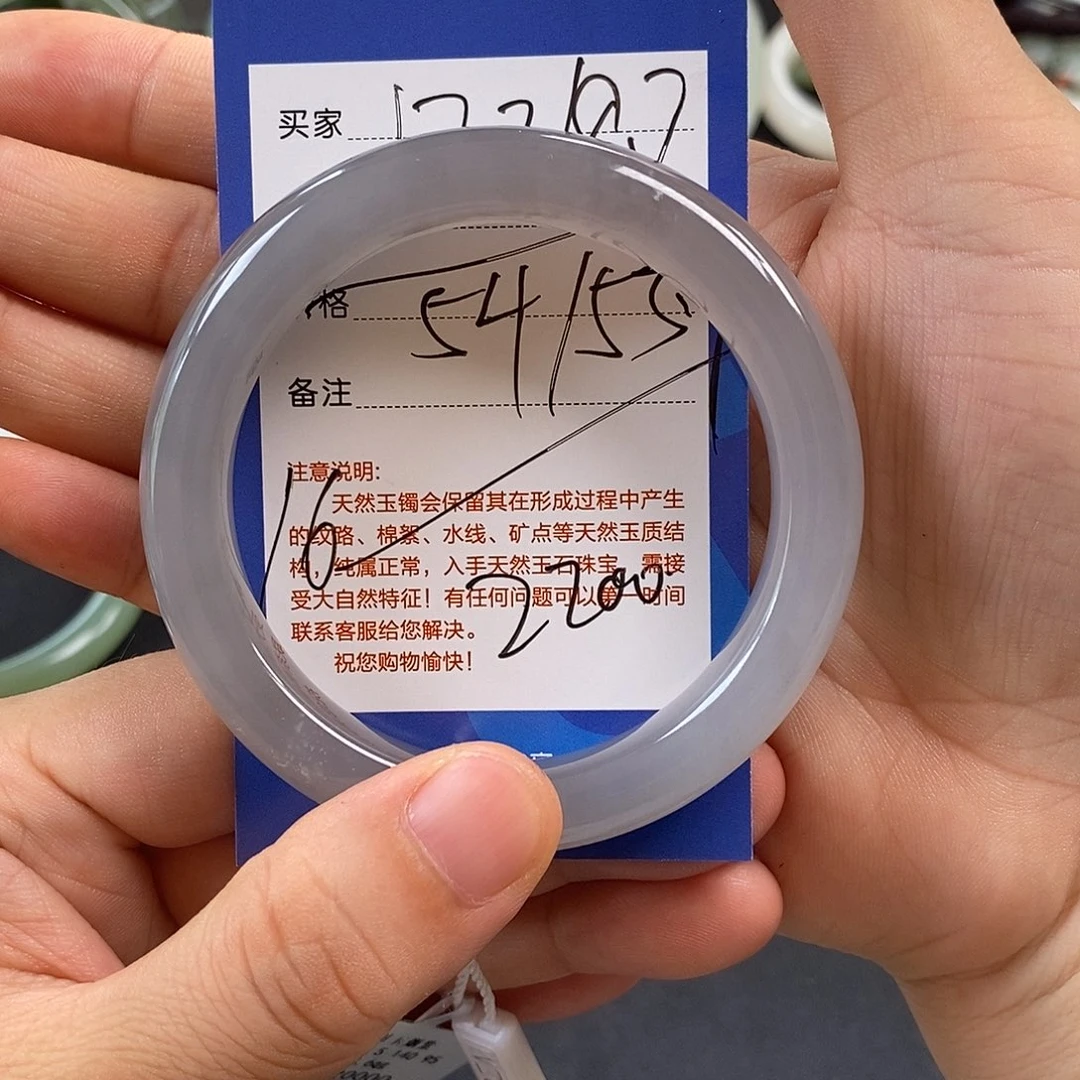 买家
格 54/55
备注
注意说明:
天然玉镯会保留其在形成过程中产生
的纹路、棉絮、水线、矿点等天然玉质结
构，纯属正常，入手天然玉石珠宝，需接
受大自然特征！有任何问题可以第一时间
联系客服给您解决。
祝您购物愉快！
16
2200